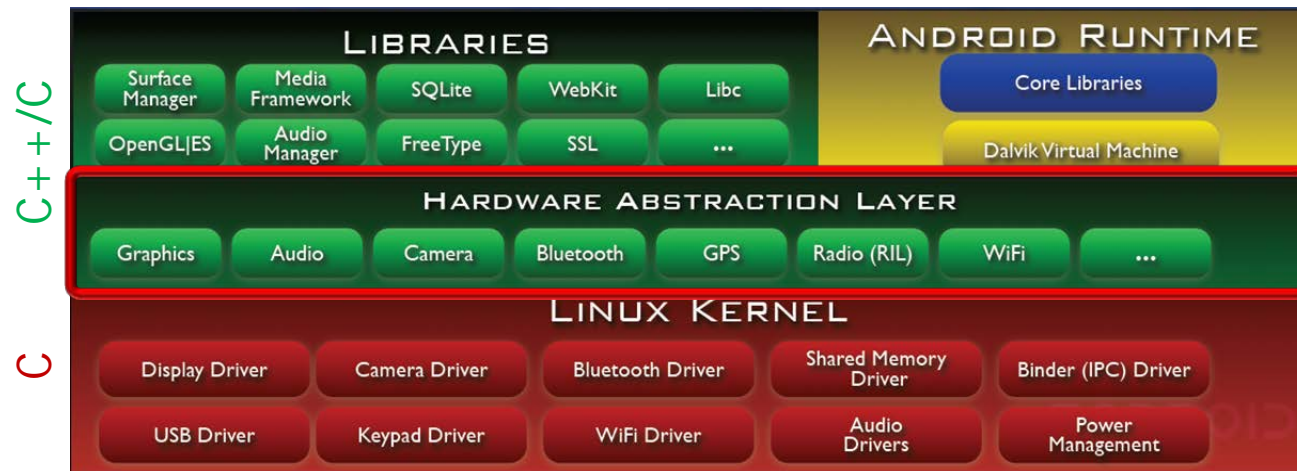 LIBRARIES
ANDROID RUNTIME
Surface Manager
Media Framework
SQLite
WebKit
Libc
Core Libraries
OpenGL|ES
Audio Manager
FreeType
SSL
...
Dalvik Virtual Machine
C++/C
HARDWARE ABSTRACTION LAYER
Graphics
Audio
Camera
Bluetooth
GPS
Radio (RIL)
WiFi
...
LINUX KERNEL
C
Display Driver
Camera Driver
Bluetooth Driver
Shared Memory
Driver
Binder (IPC) Driver
USB Driver
Keypad Driver
WiFi Driver
Audio
Drivers
Power
Management